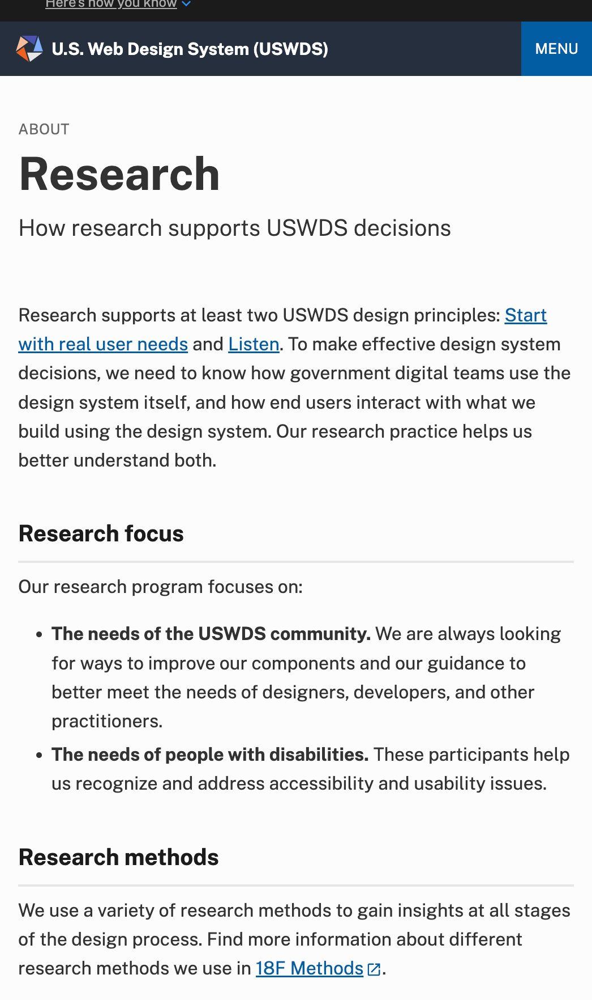 Here's how you know
U.S. Web Design System (USWDS)
MENU
ABOUT
Research
How research supports USWDS decisions
Research supports at least two USWDS design principles: Start
with real user needs and Listen. To make effective design system
decisions, we need to know how government digital teams use the
design system itself, and how end users interact with what we
build using the design system. Our research practice helps us
better understand both.
Research focus
Our research program focuses on:
• The needs of the USWDS community. We are always looking
for ways to improve our components and our guidance to
better meet the needs of designers, developers, and other
practitioners.
• The needs of people with disabilities. These participants help
us recognize and address accessibility and usability issues.
Research methods
We use a variety of research methods to gain insights at all stages
of the design process. Find more information about different
research methods we use in 18F Methods.